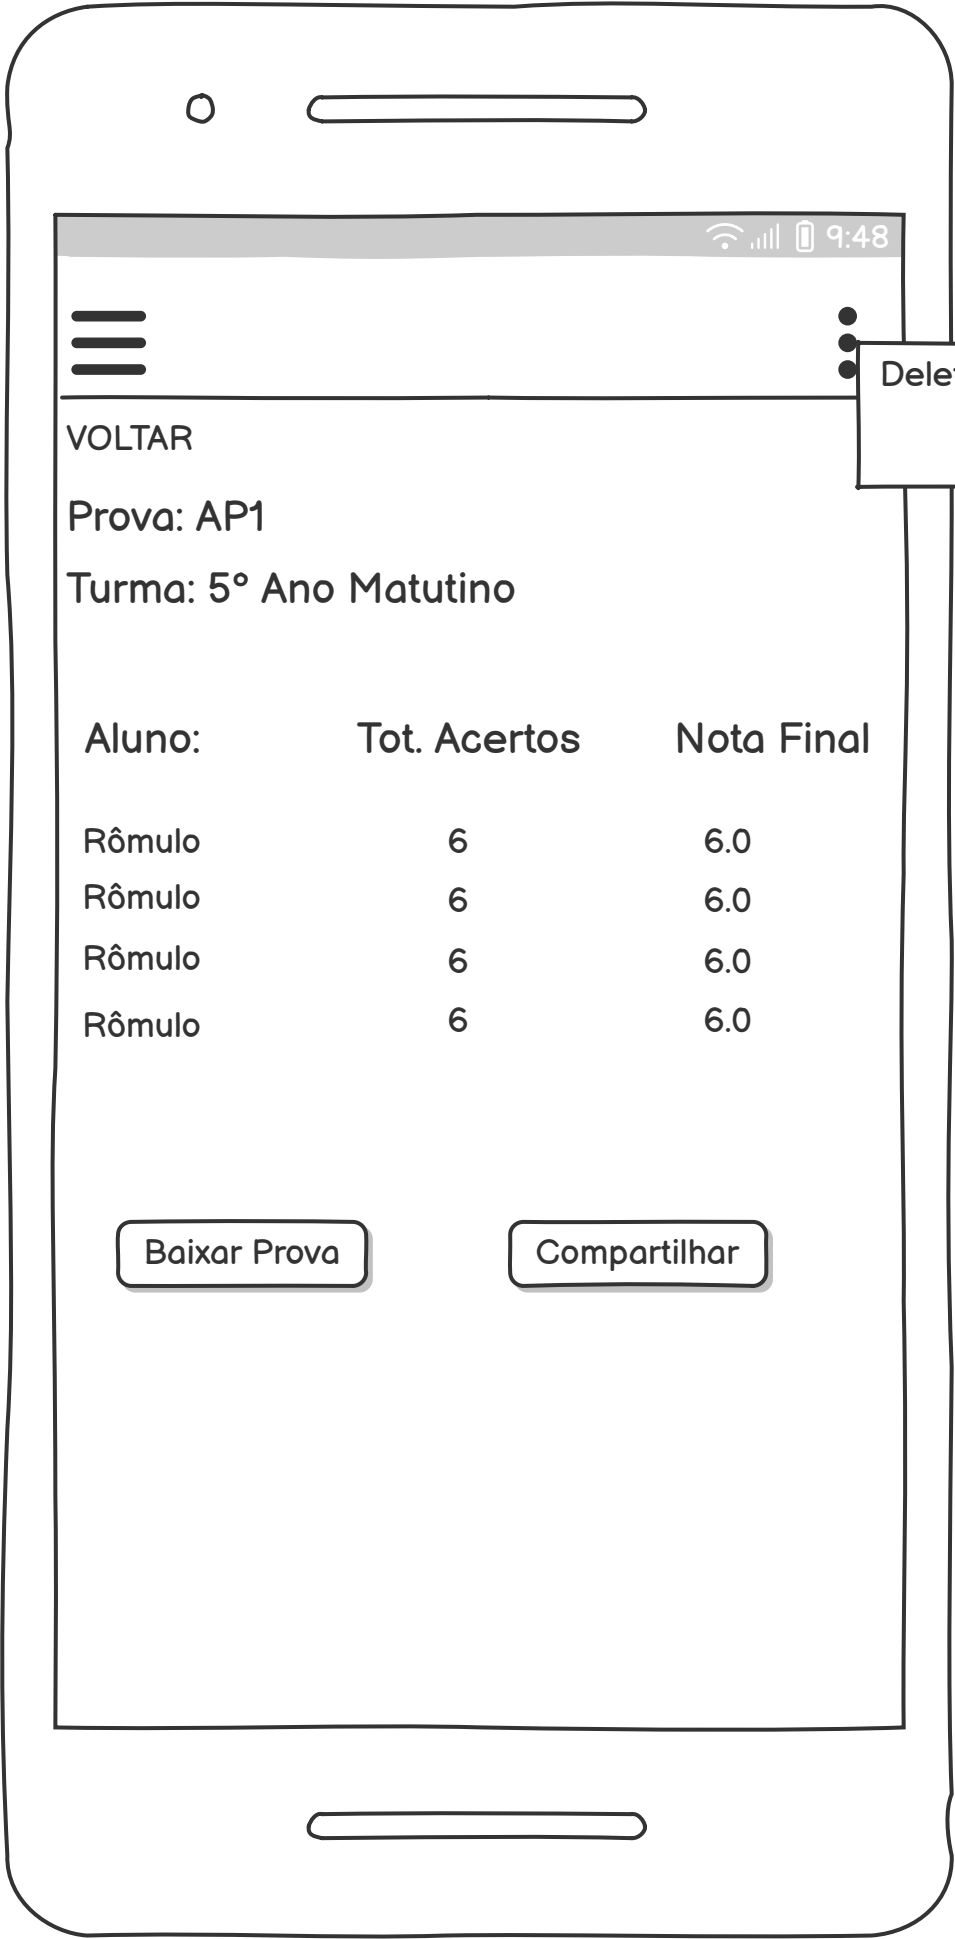 9:48
VOLTAR
Prova: AP1
Turma: 5° Ano Matutino
Aluno: Tot. Acertos Nota Final
Rômulo 6 6.0
Rômulo 6 6.0
Rômulo 6 6.0
Rômulo 6 6.0
Baixar Prova Compartilhar